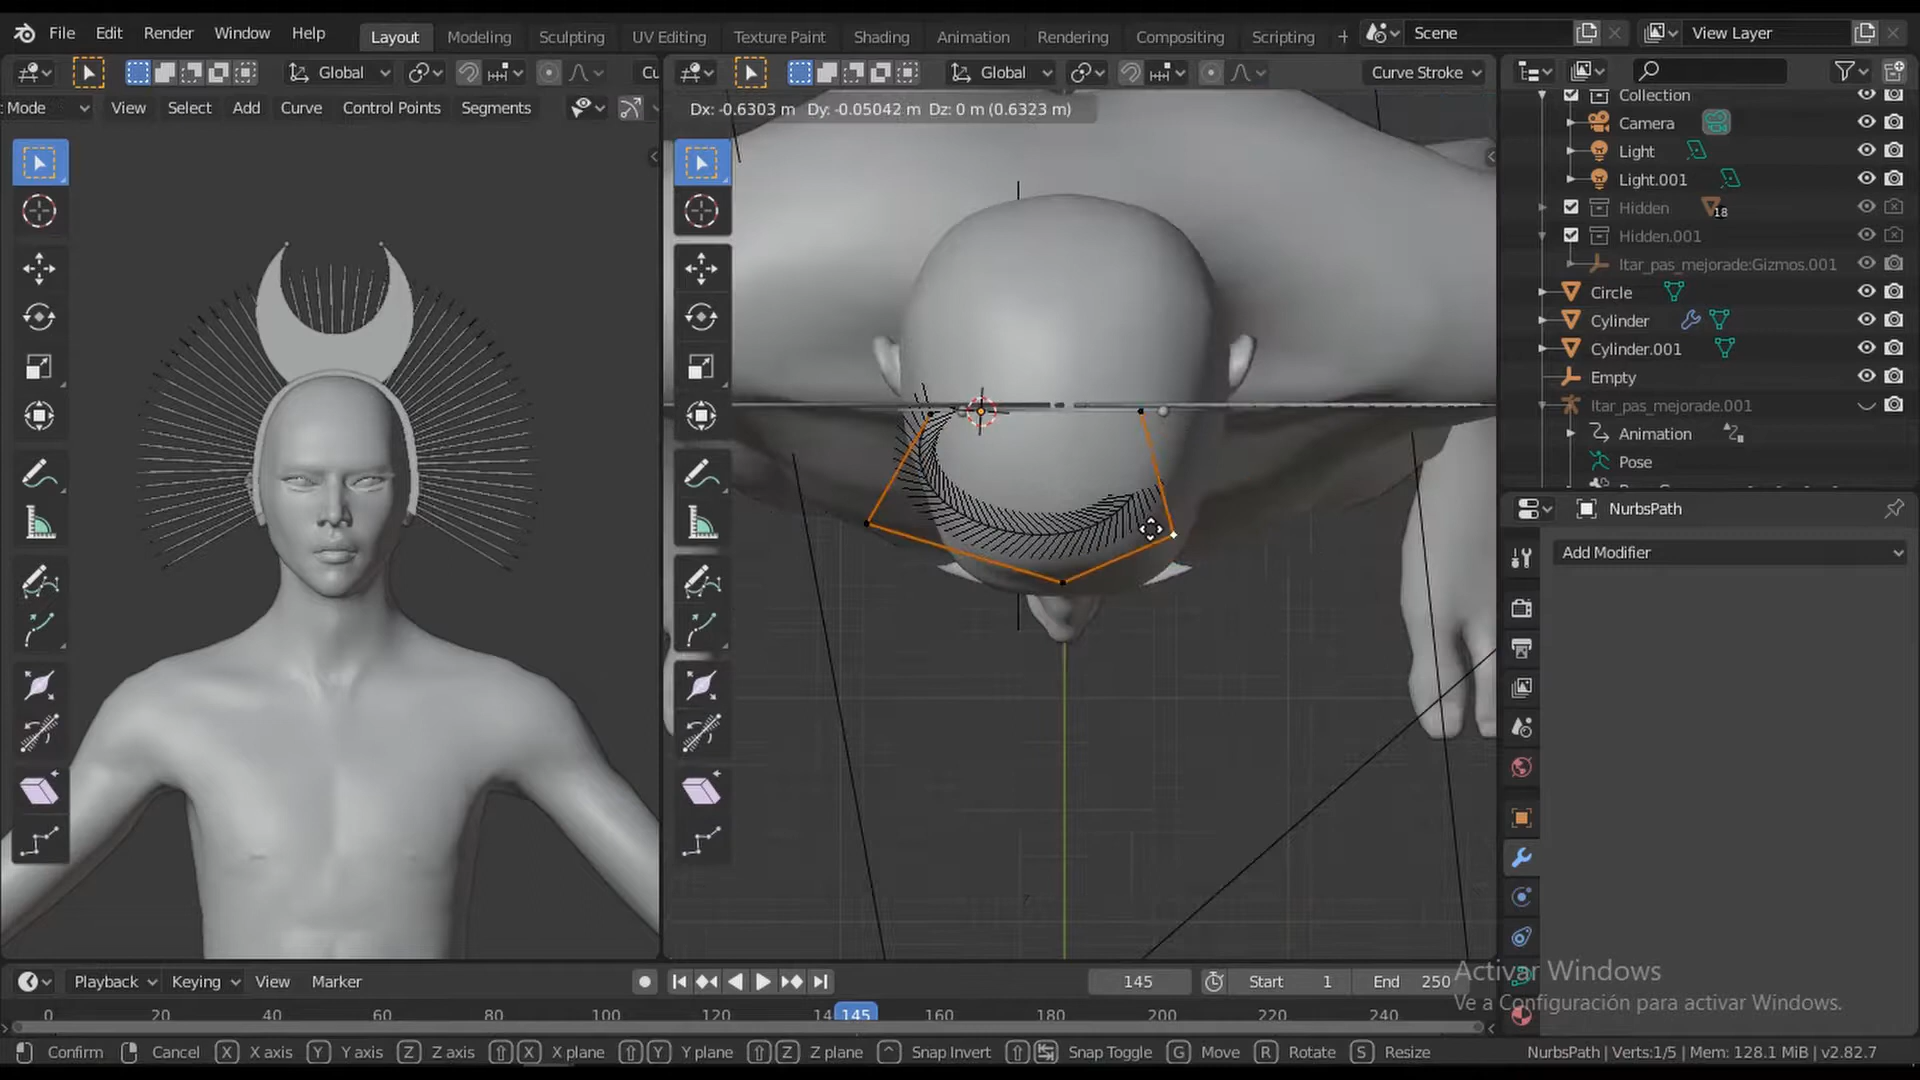 File Edit Render Window Help Layout Modeling Sculpting UV Editing Texture Paint Shading Animation Rendering Compositing Scripting + Scene View Layer
Global Cu Global Curve Stroke
Mode View Select Add Curve Control Points Segments
Dx: -0.6303 m Dy: -0.05042 m Dz: 0 m (0.6323 m)
Collection
Camera
Light
Light.001
Hidden 18
Hidden.001
Itar_pas_mejorade:Gizmos.001
Circle
Cylinder
Cylinder.001
Empty
Itar_pas_mejorade.001
Animation
Pose
NurbsPath
Add Modifier
Activar Windows
Ve a Configuración para activar Windows.
Playback Keying View Marker 145 Start 1 End 250
0 20 40 60 80 100 120 14 145 160 180 200 220 240
Confirm Cancel X X axis Y Y axis Z Z axis X X plane Y Y plane Z Z plane Snap Invert Snap Toggle G Move R Rotate S Resize NurbsPath | Verts:1/5 | Mem: 128.1 MiB | v2.82.7